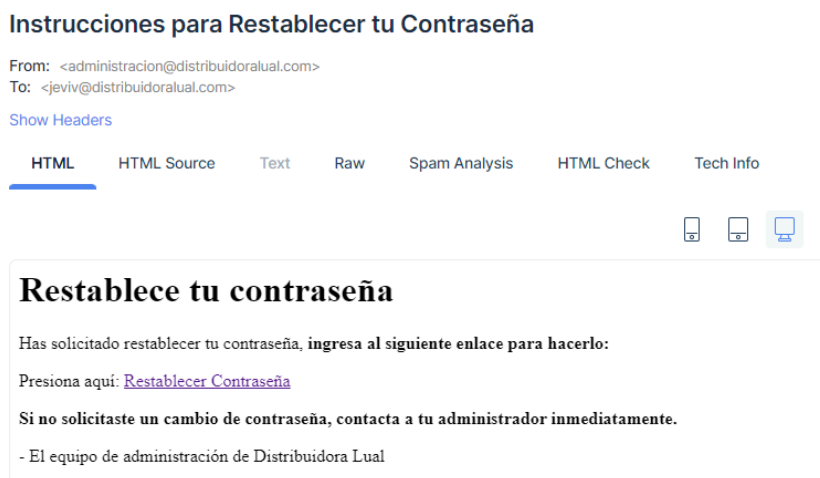 Instrucciones para Restablecer tu Contraseña
From: <administracion@distribuidoralual.com>
To: <jeviv@distribuidoralual.com>
Show Headers
HTML HTML Source Text Raw Spam Analysis HTML Check Tech Info
Restablece tu contraseña
Has solicitado restablecer tu contraseña, ingresa al siguiente enlace para hacerlo:
Presiona aquí: Restablecer Contraseña
Si no solicitaste un cambio de contraseña, contacta a tu administrador inmediatamente.
- El equipo de administración de Distribuidora Lual